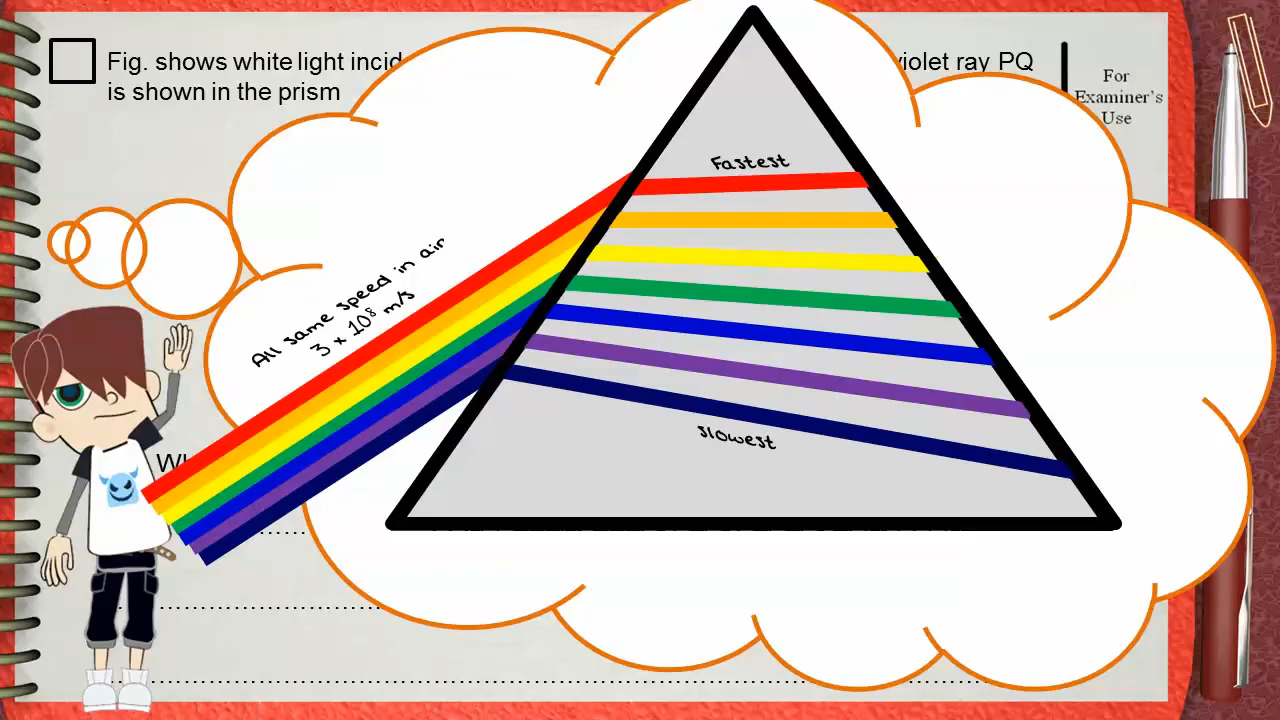 Fig. shows white light incid violet ray PQ
is shown in the prism
For
Examiner's
Use
Fastest
All same speed in air
3 x 10⁸ m/s
slowest